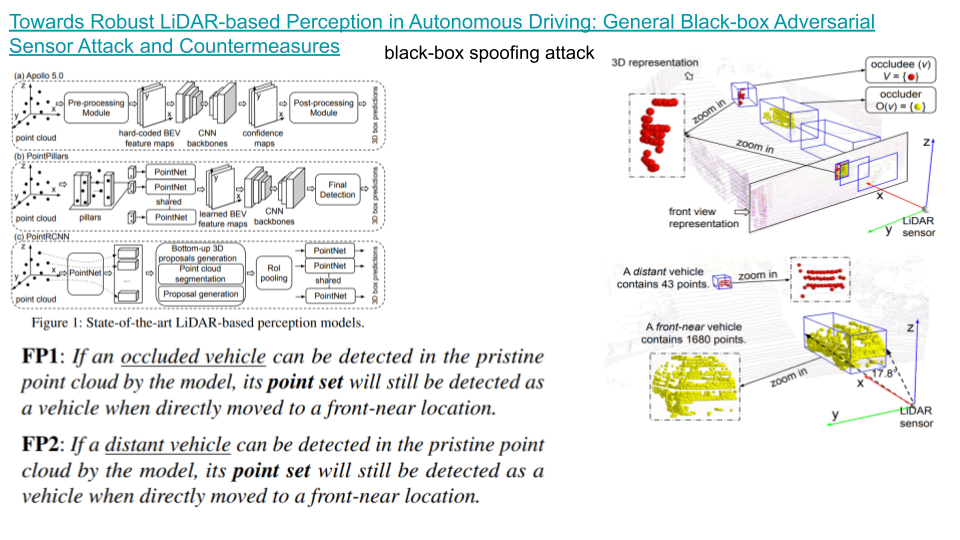 Towards Robust LiDAR-based Perception in Autonomous Driving: General Black-box Adversarial
Sensor Attack and Countermeasures
black-box spoofing attack
(a) Apollo 5.0
z
y
x
point cloud
Pre-processing
Module
y
x
hard-coded BEV
feature maps
CNN
backbones
y
x
confidence
maps
Post-processing
Module
3D box predictions
(b) PointPillars
z
y
x
point cloud
pillars
PointNet
PointNet
shared
PointNet
y
x
learned BEV
feature maps
CNN
backbones
Final
Detection
3D box predictions
(c) PointRCNN
z
y
x
point cloud
PointNet
...
Bottom-up 3D
proposals generation
Point cloud
segmentation
Proposal generation
RoI
pooling
PointNet
PointNet
shared
PointNet
3D box predictions
Figure 1: State-of-the-art LiDAR-based perception models.
FP1: If an occluded vehicle can be detected in the pristine
point cloud by the model, its point set will still be detected as
a vehicle when directly moved to a front-near location.
FP2: If a distant vehicle can be detected in the pristine point
cloud by the model, its point set will still be detected as a
vehicle when directly moved to a front-near location.
3D representation
zoom in
zoom in
occludee (v)
V = { }
occluder
O(v) = { }
front view
representation
z
x
y
LiDAR
sensor
A distant vehicle
contains 43 points.
zoom in
A front-near vehicle
contains 1680 points.
zoom in
z
17.8°
x
y
LiDAR
sensor